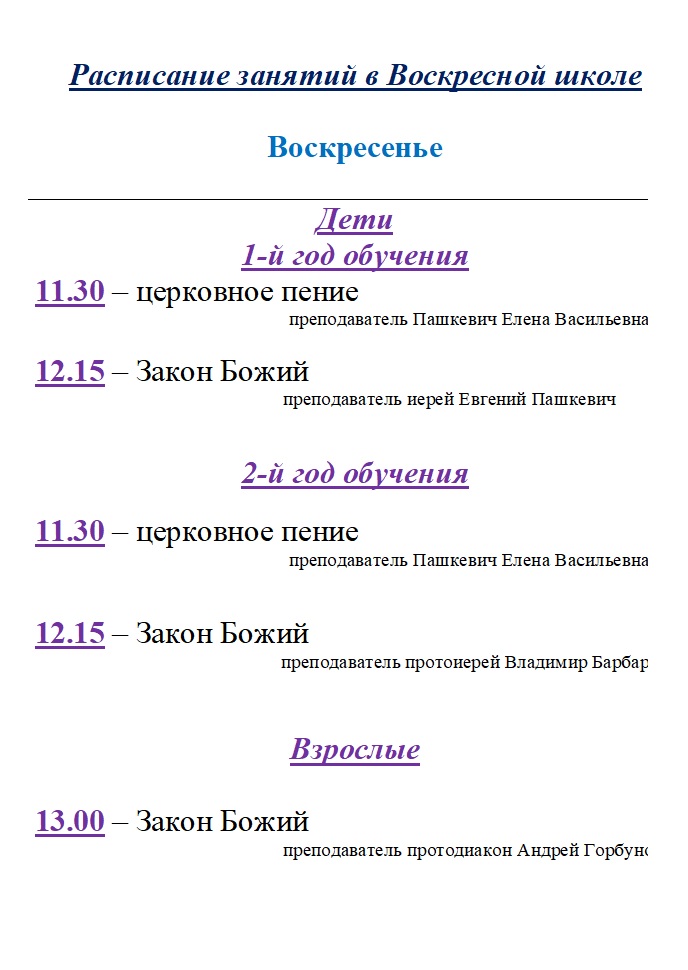 Расписание занятий в Воскресной школе
Воскресенье
Дети
1-й год обучения
11.30 – церковное пение
преподаватель Пашкевич Елена Васильевна
12.15 – Закон Божий
преподаватель иерей Евгений Пашкевич
2-й год обучения
11.30 – церковное пение
преподаватель Пашкевич Елена Васильевна
12.15 – Закон Божий
преподаватель протоиерей Владимир Барбар
Взрослые
13.00 – Закон Божий
преподаватель протодиакон Андрей Горбуно